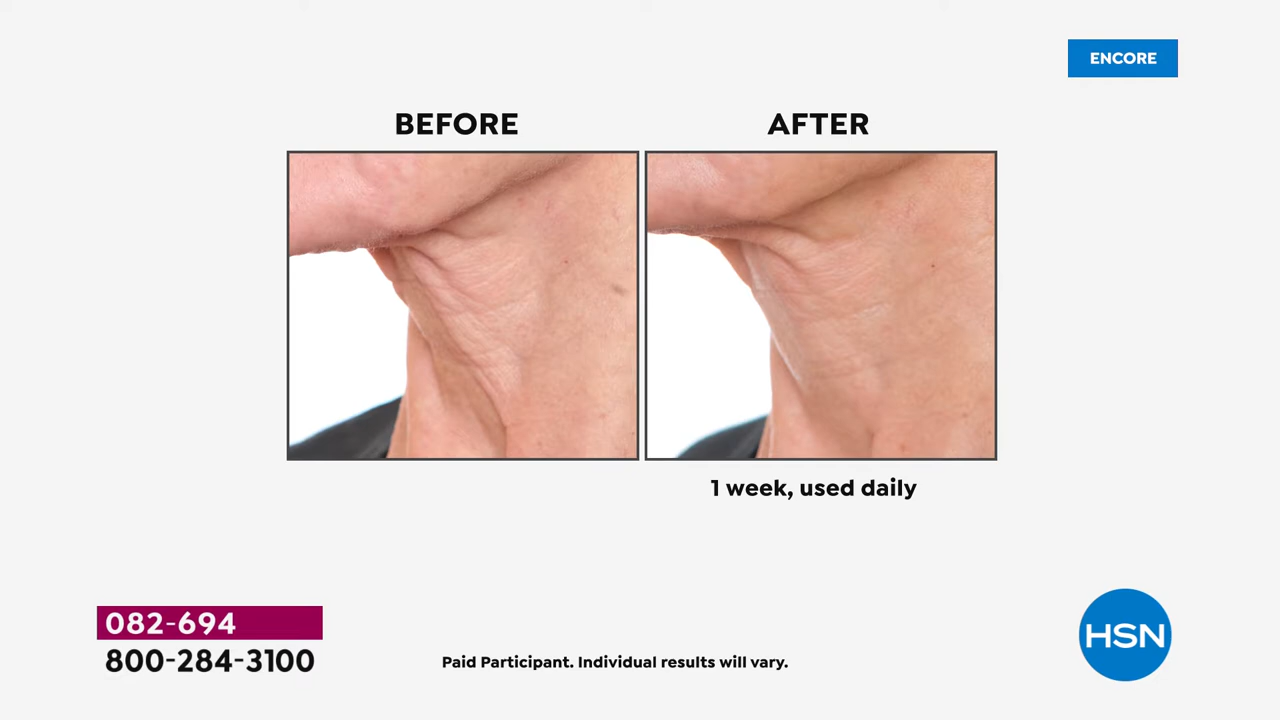 ENCORE
BEFORE
AFTER
1 week, used daily
082-694
800-284-3100
Paid Participant. Individual results will vary.
HSN